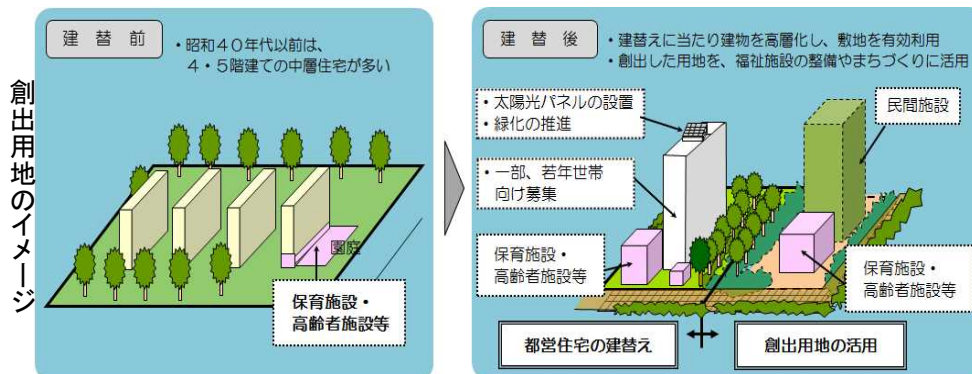 創出用地のイメージ
建替前
・昭和40年代以前は、
4・5階建ての中層住宅が多い
園庭
保育施設・
高齢者施設等
建替後
・建替えに当たり建物を高層化し、敷地を有効利用
・創出した用地を、福祉施設の整備やまちづくりに活用
・太陽光パネルの設置
・緑化の推進
民間施設
・一部、若年世帯
向け募集
保育施設・
高齢者施設等
保育施設・
高齢者施設等
都営住宅の建替え
創出用地の活用